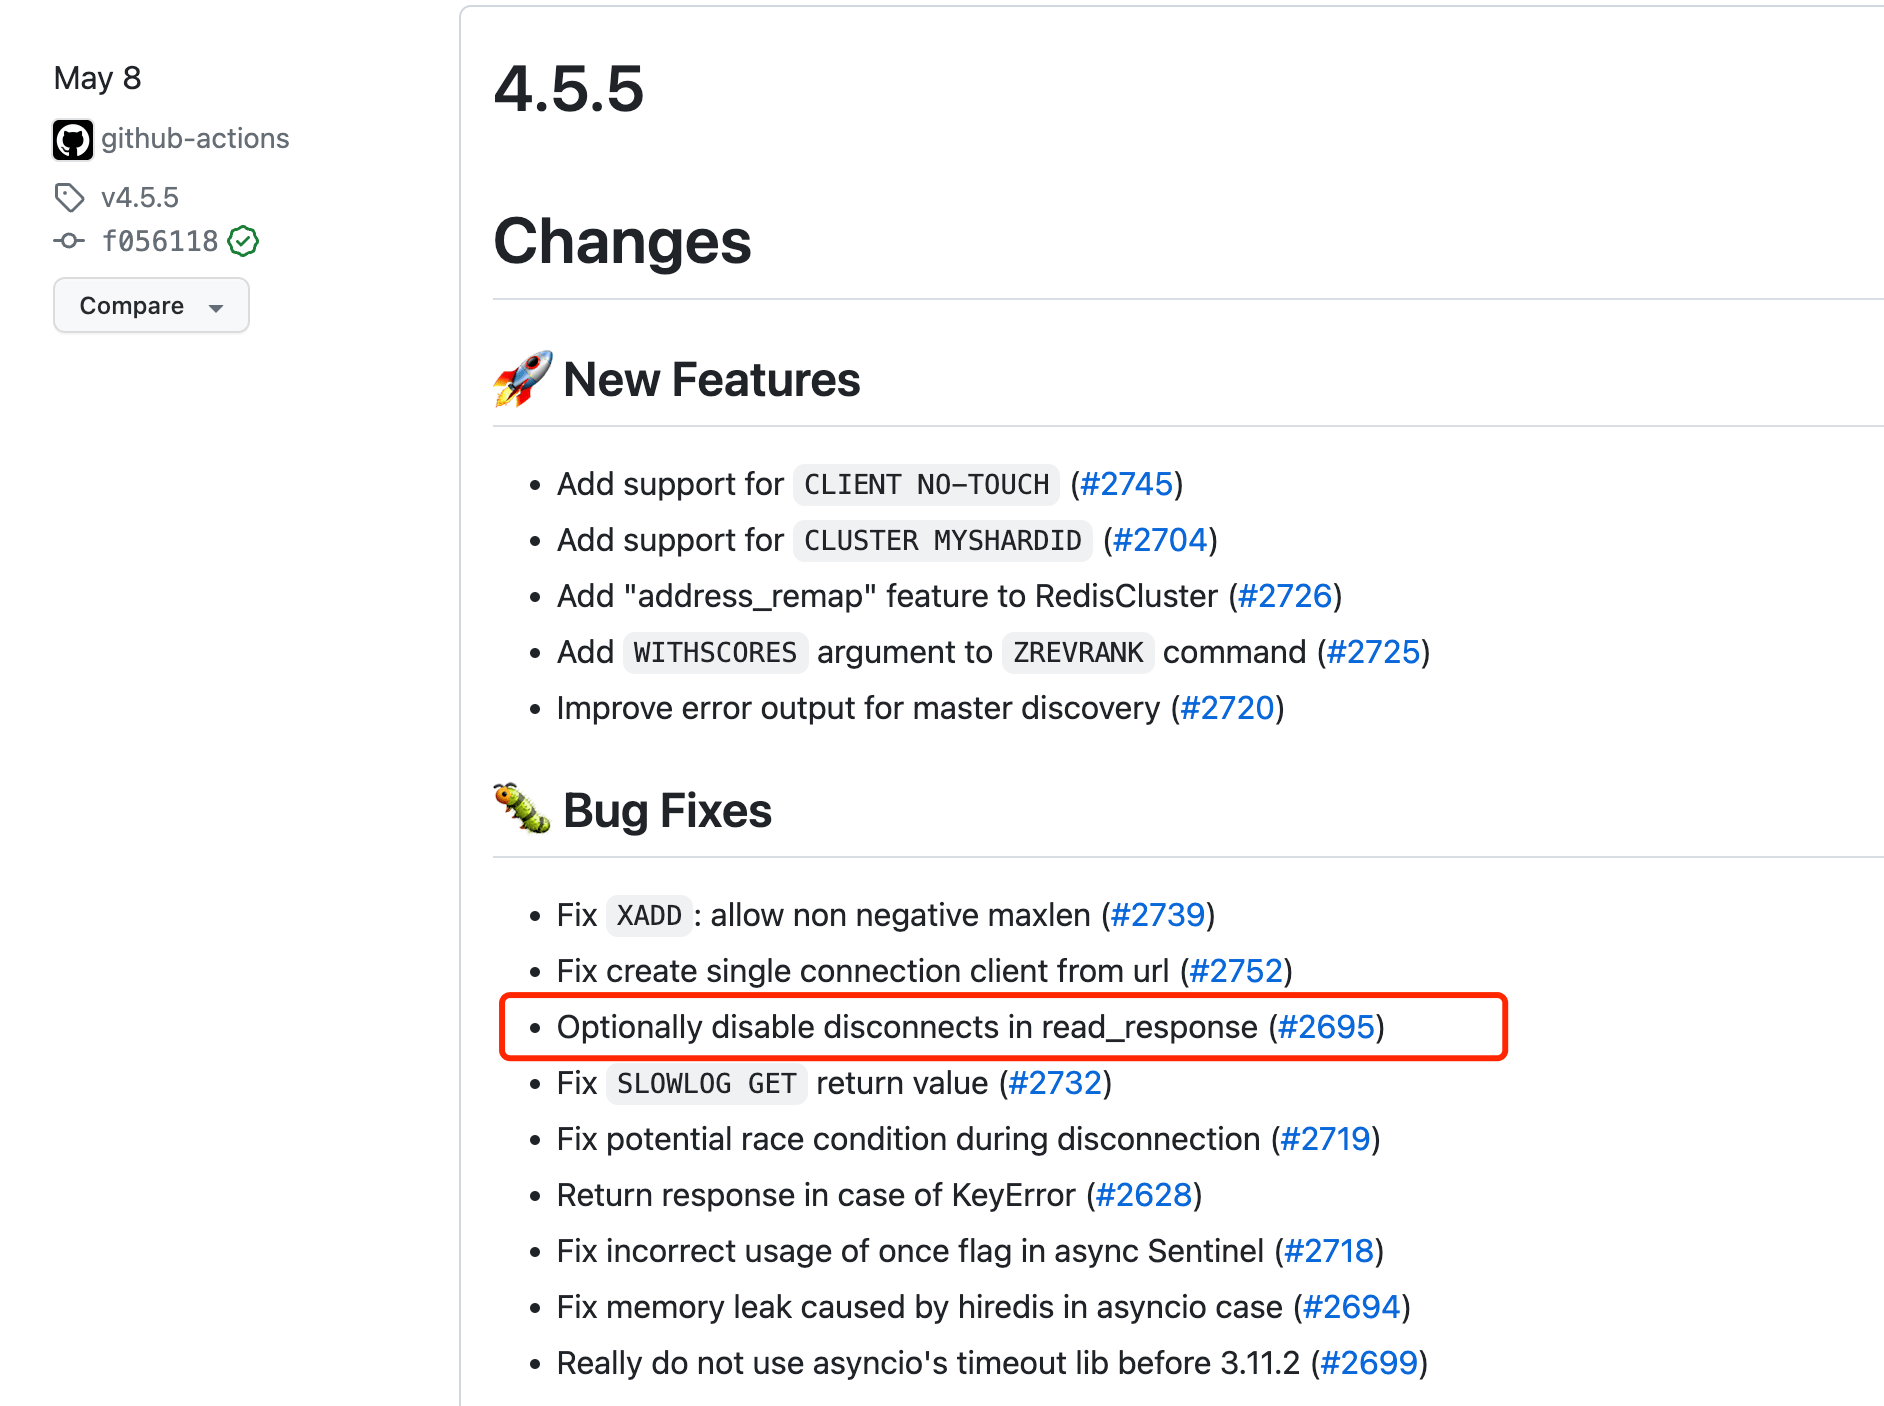 May 8
github-actions
v4.5.5
f056118
Compare
4.5.5
Changes
New Features
Add support for CLIENT NO-TOUCH (#2745)
Add support for CLUSTER MYSHARDID (#2704)
Add "address_remap" feature to RedisCluster (#2726)
Add WITHSCORES argument to ZREVRANK command (#2725)
Improve error output for master discovery (#2720)
Bug Fixes
Fix XADD: allow non negative maxlen (#2739)
Fix create single connection client from url (#2752)
Optionally disable disconnects in read_response (#2695)
Fix SLOWLOG GET return value (#2732)
Fix potential race condition during disconnection (#2719)
Return response in case of KeyError (#2628)
Fix incorrect usage of once flag in async Sentinel (#2718)
Fix memory leak caused by hiredis in asyncio case (#2694)
Really do not use asyncio's timeout lib before 3.11.2 (#2699)